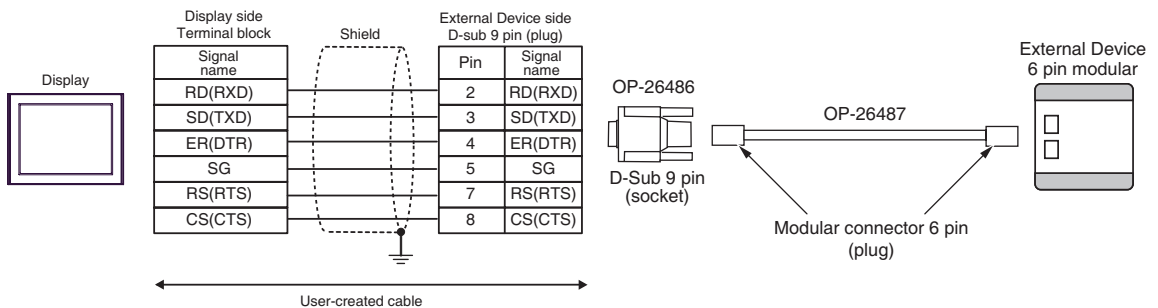 Display
Display side
Terminal block
Shield
External Device side
D-sub 9 pin (plug)
Signal
name
Pin
Signal
name
RD(RXD) 2 RD(RXD)
SD(TXD) 3 SD(TXD)
ER(DTR) 4 ER(DTR)
SG 5 SG
RS(RTS) 7 RS(RTS)
CS(CTS) 8 CS(CTS)
User-created cable
OP-26486
D-Sub 9 pin
(socket)
OP-26487
Modular connector 6 pin
(plug)
External Device
6 pin modular